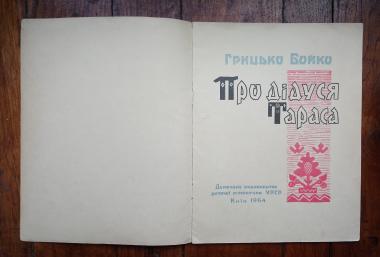 Грицько Бойко
Про дідуся
Тараса
Державне видавництво
дитячої літератури УРСР
Київ 1964